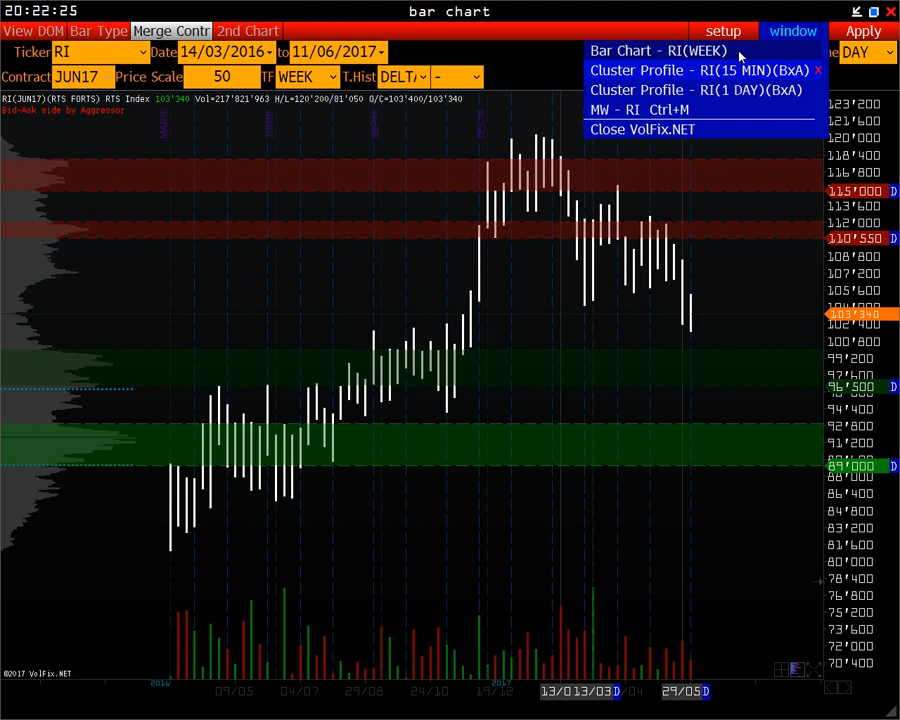 20:22:25 bar chart
View DOM Bar Type Merge Contr 2nd Chart setup window Apply
Ticker RI Date 14/03/2016 to 11/06/2017 me DAY
Contract JUN17 Price Scale 50 TF WEEK T.Hist DELT/ -
Bar Chart - RI(WEEK)
Cluster Profile - RI(15 MIN)(BxA) x
Cluster Profile - RI(1 DAY)(BxA)
MW - RI Ctrl+M
Close VolFix.NET
RI(JUN17)(RTS FORTS) RTS Index 103'340 Vol=217'821'963 H/L=120'200/81'050 O/C=103'400/103'340
Bid-Ask side by Aggressor
123'200
121'600
120'000
118'400
116'800
115'000 D
113'600
112'000
110'550 D
108'800
107'200
105'600
103'340
102'400
100'800
99'200
97'600
96'500 D
94'400
92'800
91'200
89'000 D
88'000
86'400
84'800
83'200
81'600
80'000
78'400
76'800
75'200
73'600
72'000
70'400
©2017 VolFix.NET
2016 2017
09/05 04/07 29/08 24/10 19/12 13/0 13/03 D /04 29/05 D